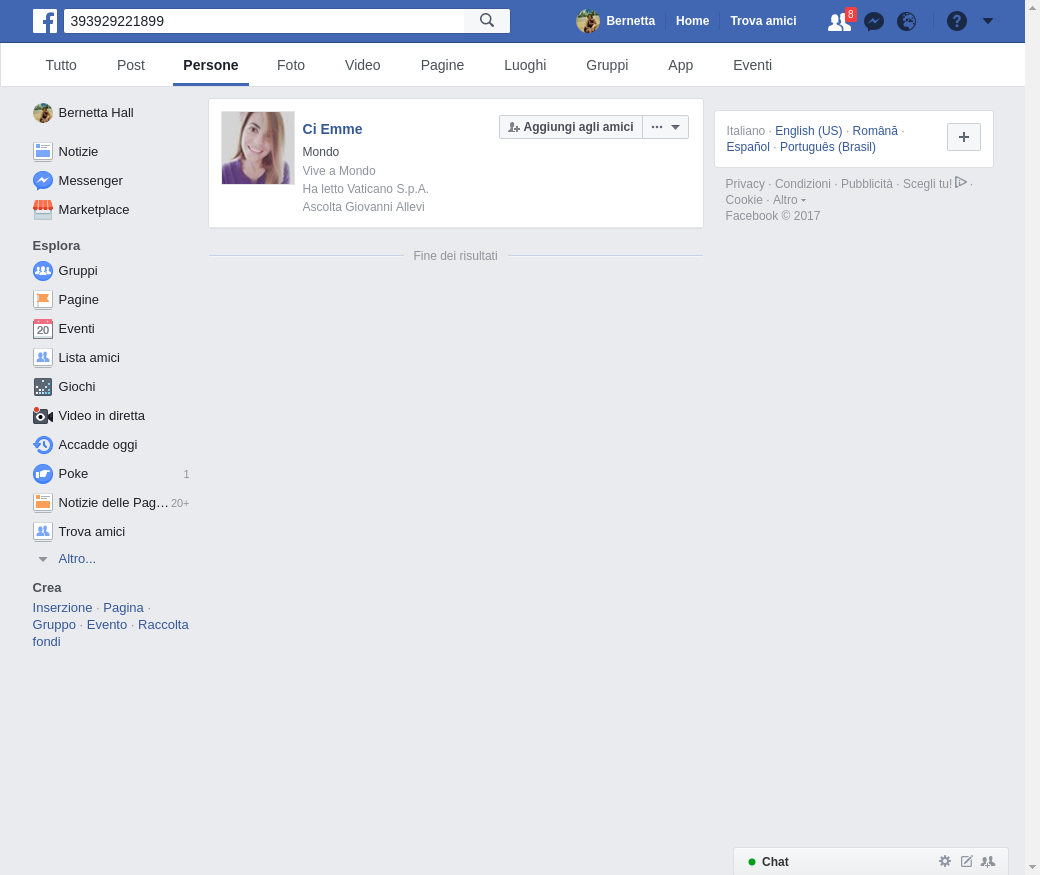 393929221899
Bernetta Home Trova amici 8
Tutto Post Persone Foto Video Pagine Luoghi Gruppi App Eventi
Bernetta Hall
Notizie
Messenger
Marketplace
Esplora
Gruppi
Pagine
20 Eventi
Lista amici
Giochi
Video in diretta
Accadde oggi
Poke 1
Notizie delle Pag… 20+
Trova amici
Altro...
Crea
Inserzione · Pagina ·
Gruppo · Evento · Raccolta
fondi
Ci Emme
Aggiungi agli amici
Mondo
Vive a Mondo
Ha letto Vaticano S.p.A.
Ascolta Giovanni Allevi
Fine dei risultati
Italiano · English (US) · Română ·
Español · Português (Brasil)
Privacy · Condizioni · Pubblicità · Scegli tu! ·
Cookie · Altro
Facebook © 2017
Chat